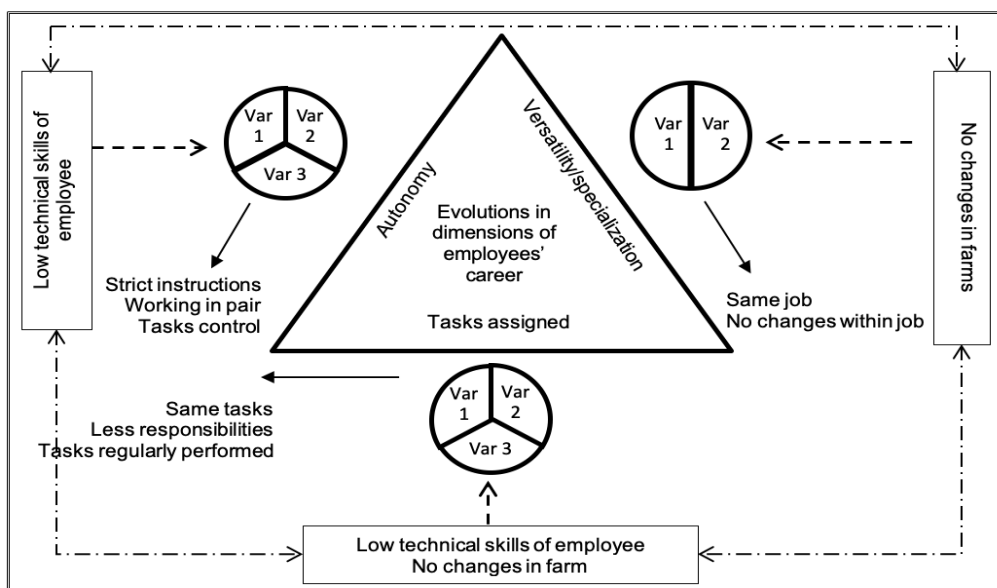 Low technical skills of
employee
Var
1
Var
2
Var 3
Autonomy
Versatility/specialization
Evolutions in
dimensions of
employees'
career
Tasks assigned
Var
1
Var
2
No changes in farms
Strict instructions
Working in pair
Tasks control
Same job
No changes within job
Same tasks
Less responsibilities
Tasks regularly performed
Var
1
Var
2
Var 3
Low technical skills of employee
No changes in farm